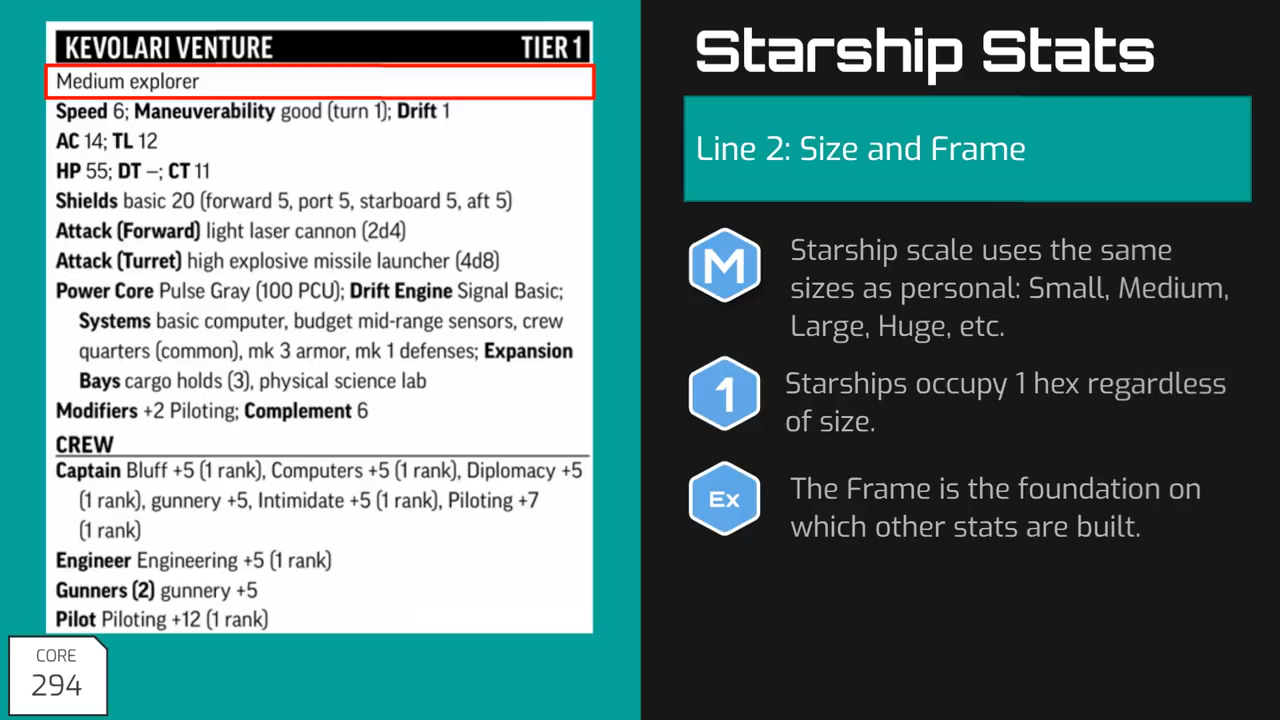 KEVOLARI VENTURE TIER 1
Medium explorer
Speed 6; Maneuverability good (turn 1); Drift 1
AC 14; TL 12
HP 55; DT –; CT 11
Shields basic 20 (forward 5, port 5, starboard 5, aft 5)
Attack (Forward) light laser cannon (2d4)
Attack (Turret) high explosive missile launcher (4d8)
Power Core Pulse Gray (100 PCU); Drift Engine Signal Basic;
Systems basic computer, budget mid-range sensors, crew
quarters (common), mk 3 armor, mk 1 defenses; Expansion
Bays cargo holds (3), physical science lab
Modifiers +2 Piloting; Complement 6
CREW
Captain Bluff +5 (1 rank), Computers +5 (1 rank), Diplomacy +5
(1 rank), gunnery +5, Intimidate +5 (1 rank), Piloting +7
(1 rank)
Engineer Engineering +5 (1 rank)
Gunners (2) gunnery +5
Pilot Piloting +12 (1 rank)
CORE
294
Starship Stats
Line 2: Size and Frame
M
Starship scale uses the same
sizes as personal: Small, Medium,
Large, Huge, etc.
1
Starships occupy 1 hex regardless
of size.
Ex
The Frame is the foundation on
which other stats are built.